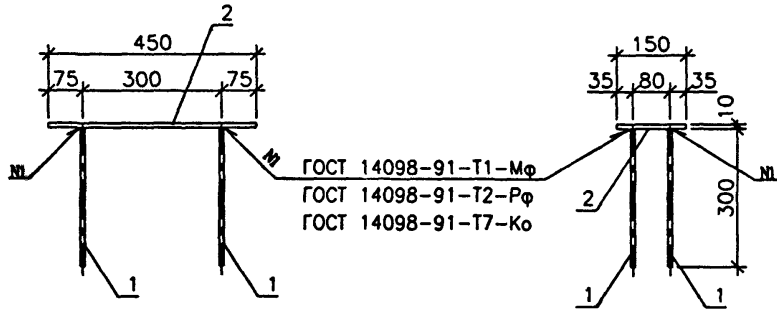 2
450
150
75 300 75
35 80 35
10
N1
N1
ГОСТ 14098-91-Т1-Мф
ГОСТ 14098-91-Т2-Рф
ГОСТ 14098-91-Т7-Ко
2
N1
300
1
1
1
1